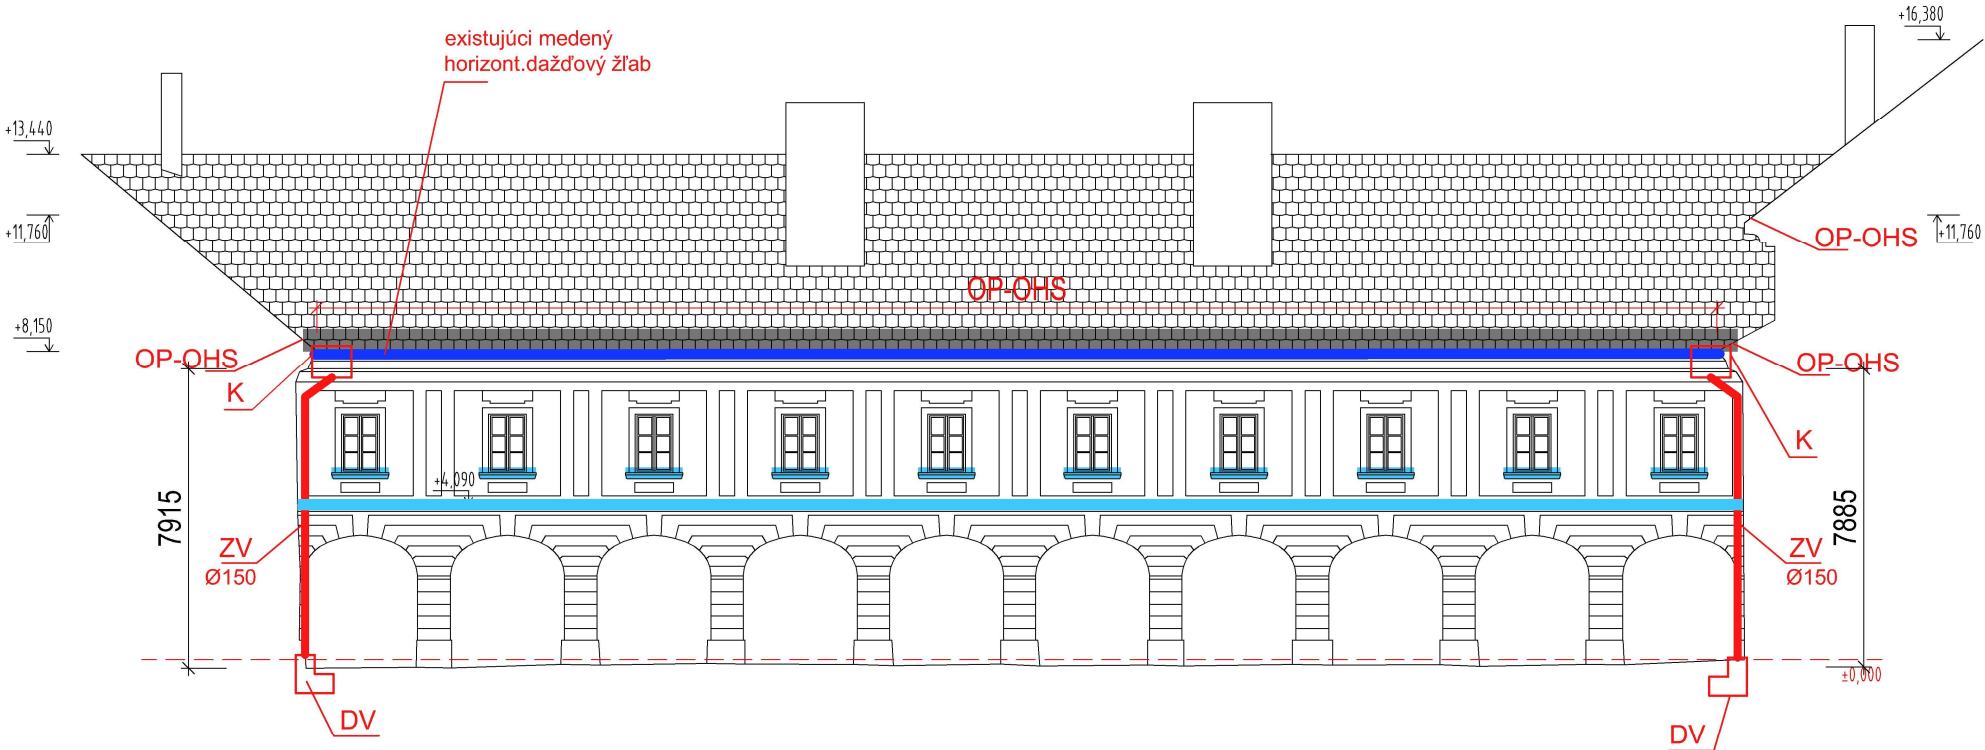 +16,380
existujúci medený
horizont.dažďový žľab
+13,440
+11,760
OP-OHS
+11,760
OP-OHS
+8,150
OP-OHS
OP-OHS
K
K
+4,090
7915
7885
ZV
Ø150
ZV
Ø150
±0,000
DV
DV